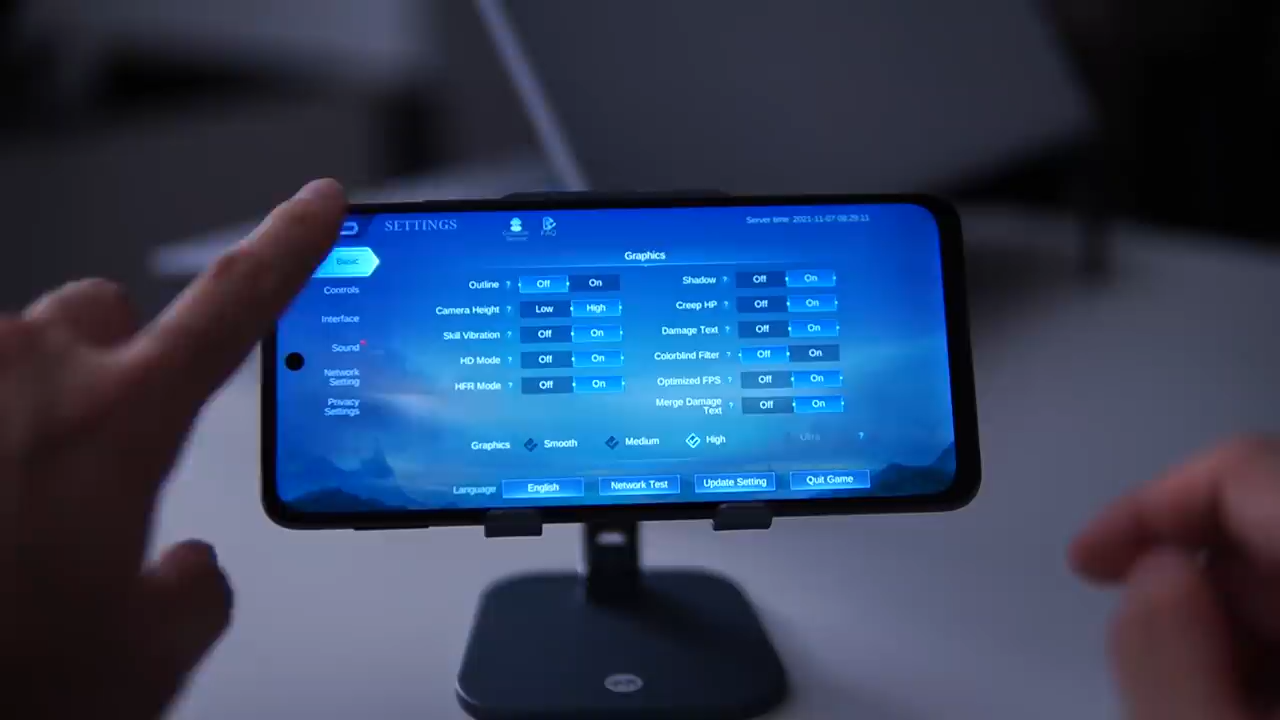 SETTINGS
FAQ
Server time 2021-11-07 08:29:11
Basic
Controls
Interface
Sound
Network
Setting
Privacy
Settings
Graphics
Outline ? Off On
Shadow ? Off On
Camera Height ? Low High
Creep HP ? Off On
Skill Vibration ? Off On
Damage Text ? Off On
HD Mode ? Off On
Colorblind Filter ? Off On
HFR Mode ? Off On
Optimized FPS ? Off On
Merge Damage
Text ? Off On
Graphics Smooth Medium High Ultra ?
Language English Network Test Update Setting Quit Game